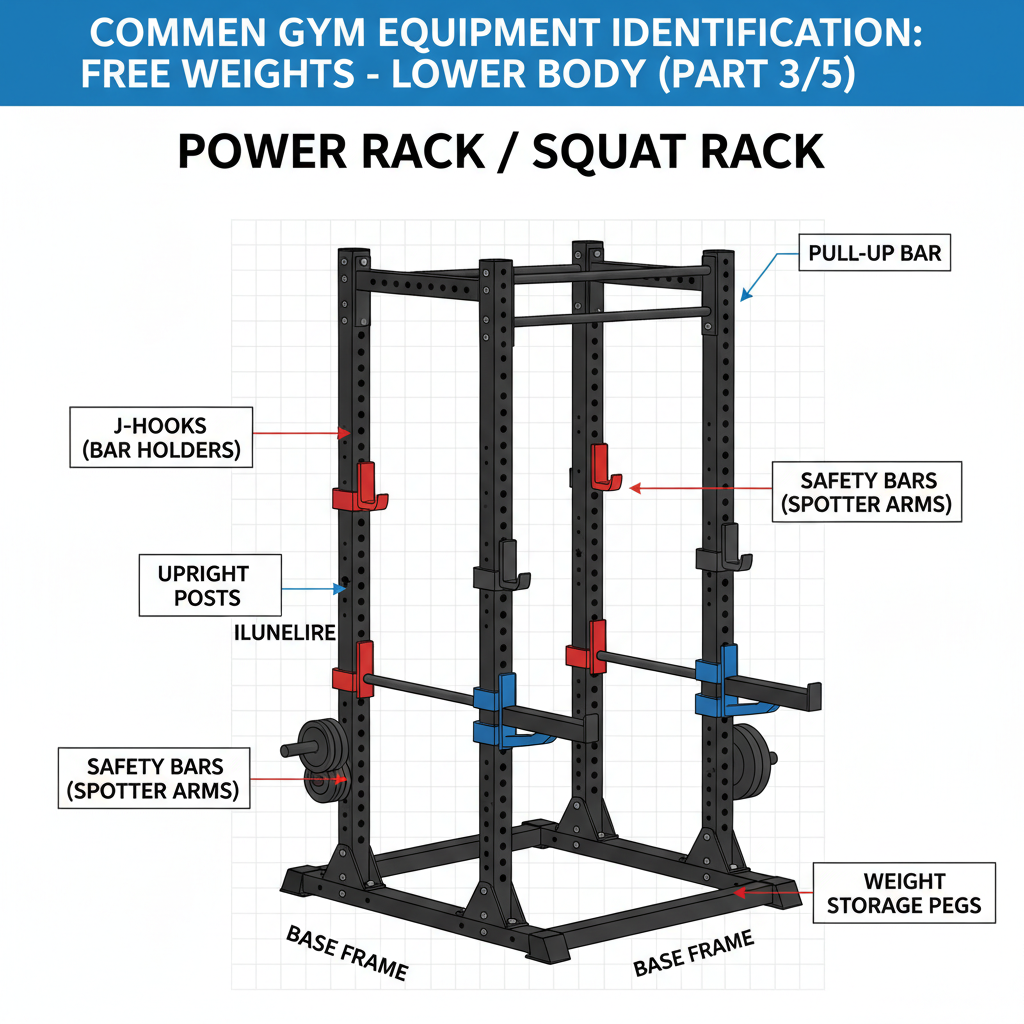 COMMEN GYM EQUIPMENT IDENTIFICATION:
FREE WEIGHTS - LOWER BODY (PART 3/5)
POWER RACK / SQUAT RACK
PULL-UP BAR
J-HOOKS
(BAR HOLDERS)
SAFETY BARS
(SPOTTER ARMS)
UPRIGHT
POSTS
ILUNELIRE
SAFETY BARS
(SPOTTER ARMS)
WEIGHT
STORAGE PEGS
BASE FRAME
BASE FRAME